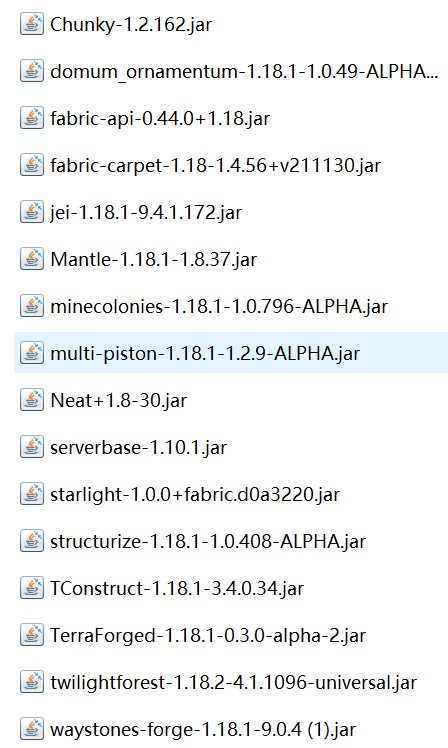 Chunky-1.2.162.jar
domum_ornamentum-1.18.1-1.0.49-ALPHA...
fabric-api-0.44.0+1.18.jar
fabric-carpet-1.18-1.4.56+v211130.jar
jei-1.18.1-9.4.1.172.jar
Mantle-1.18.1-1.8.37.jar
minecolonies-1.18.1-1.0.796-ALPHA.jar
multi-piston-1.18.1-1.2.9-ALPHA.jar
Neat+1.8-30.jar
serverbase-1.10.1.jar
starlight-1.0.0+fabric.d0a3220.jar
structurize-1.18.1-1.0.408-ALPHA.jar
TConstruct-1.18.1-3.4.0.34.jar
TerraForged-1.18.1-0.3.0-alpha-2.jar
twilightforest-1.18.2-4.1.1096-universal.jar
waystones-forge-1.18.1-9.0.4 (1).jar